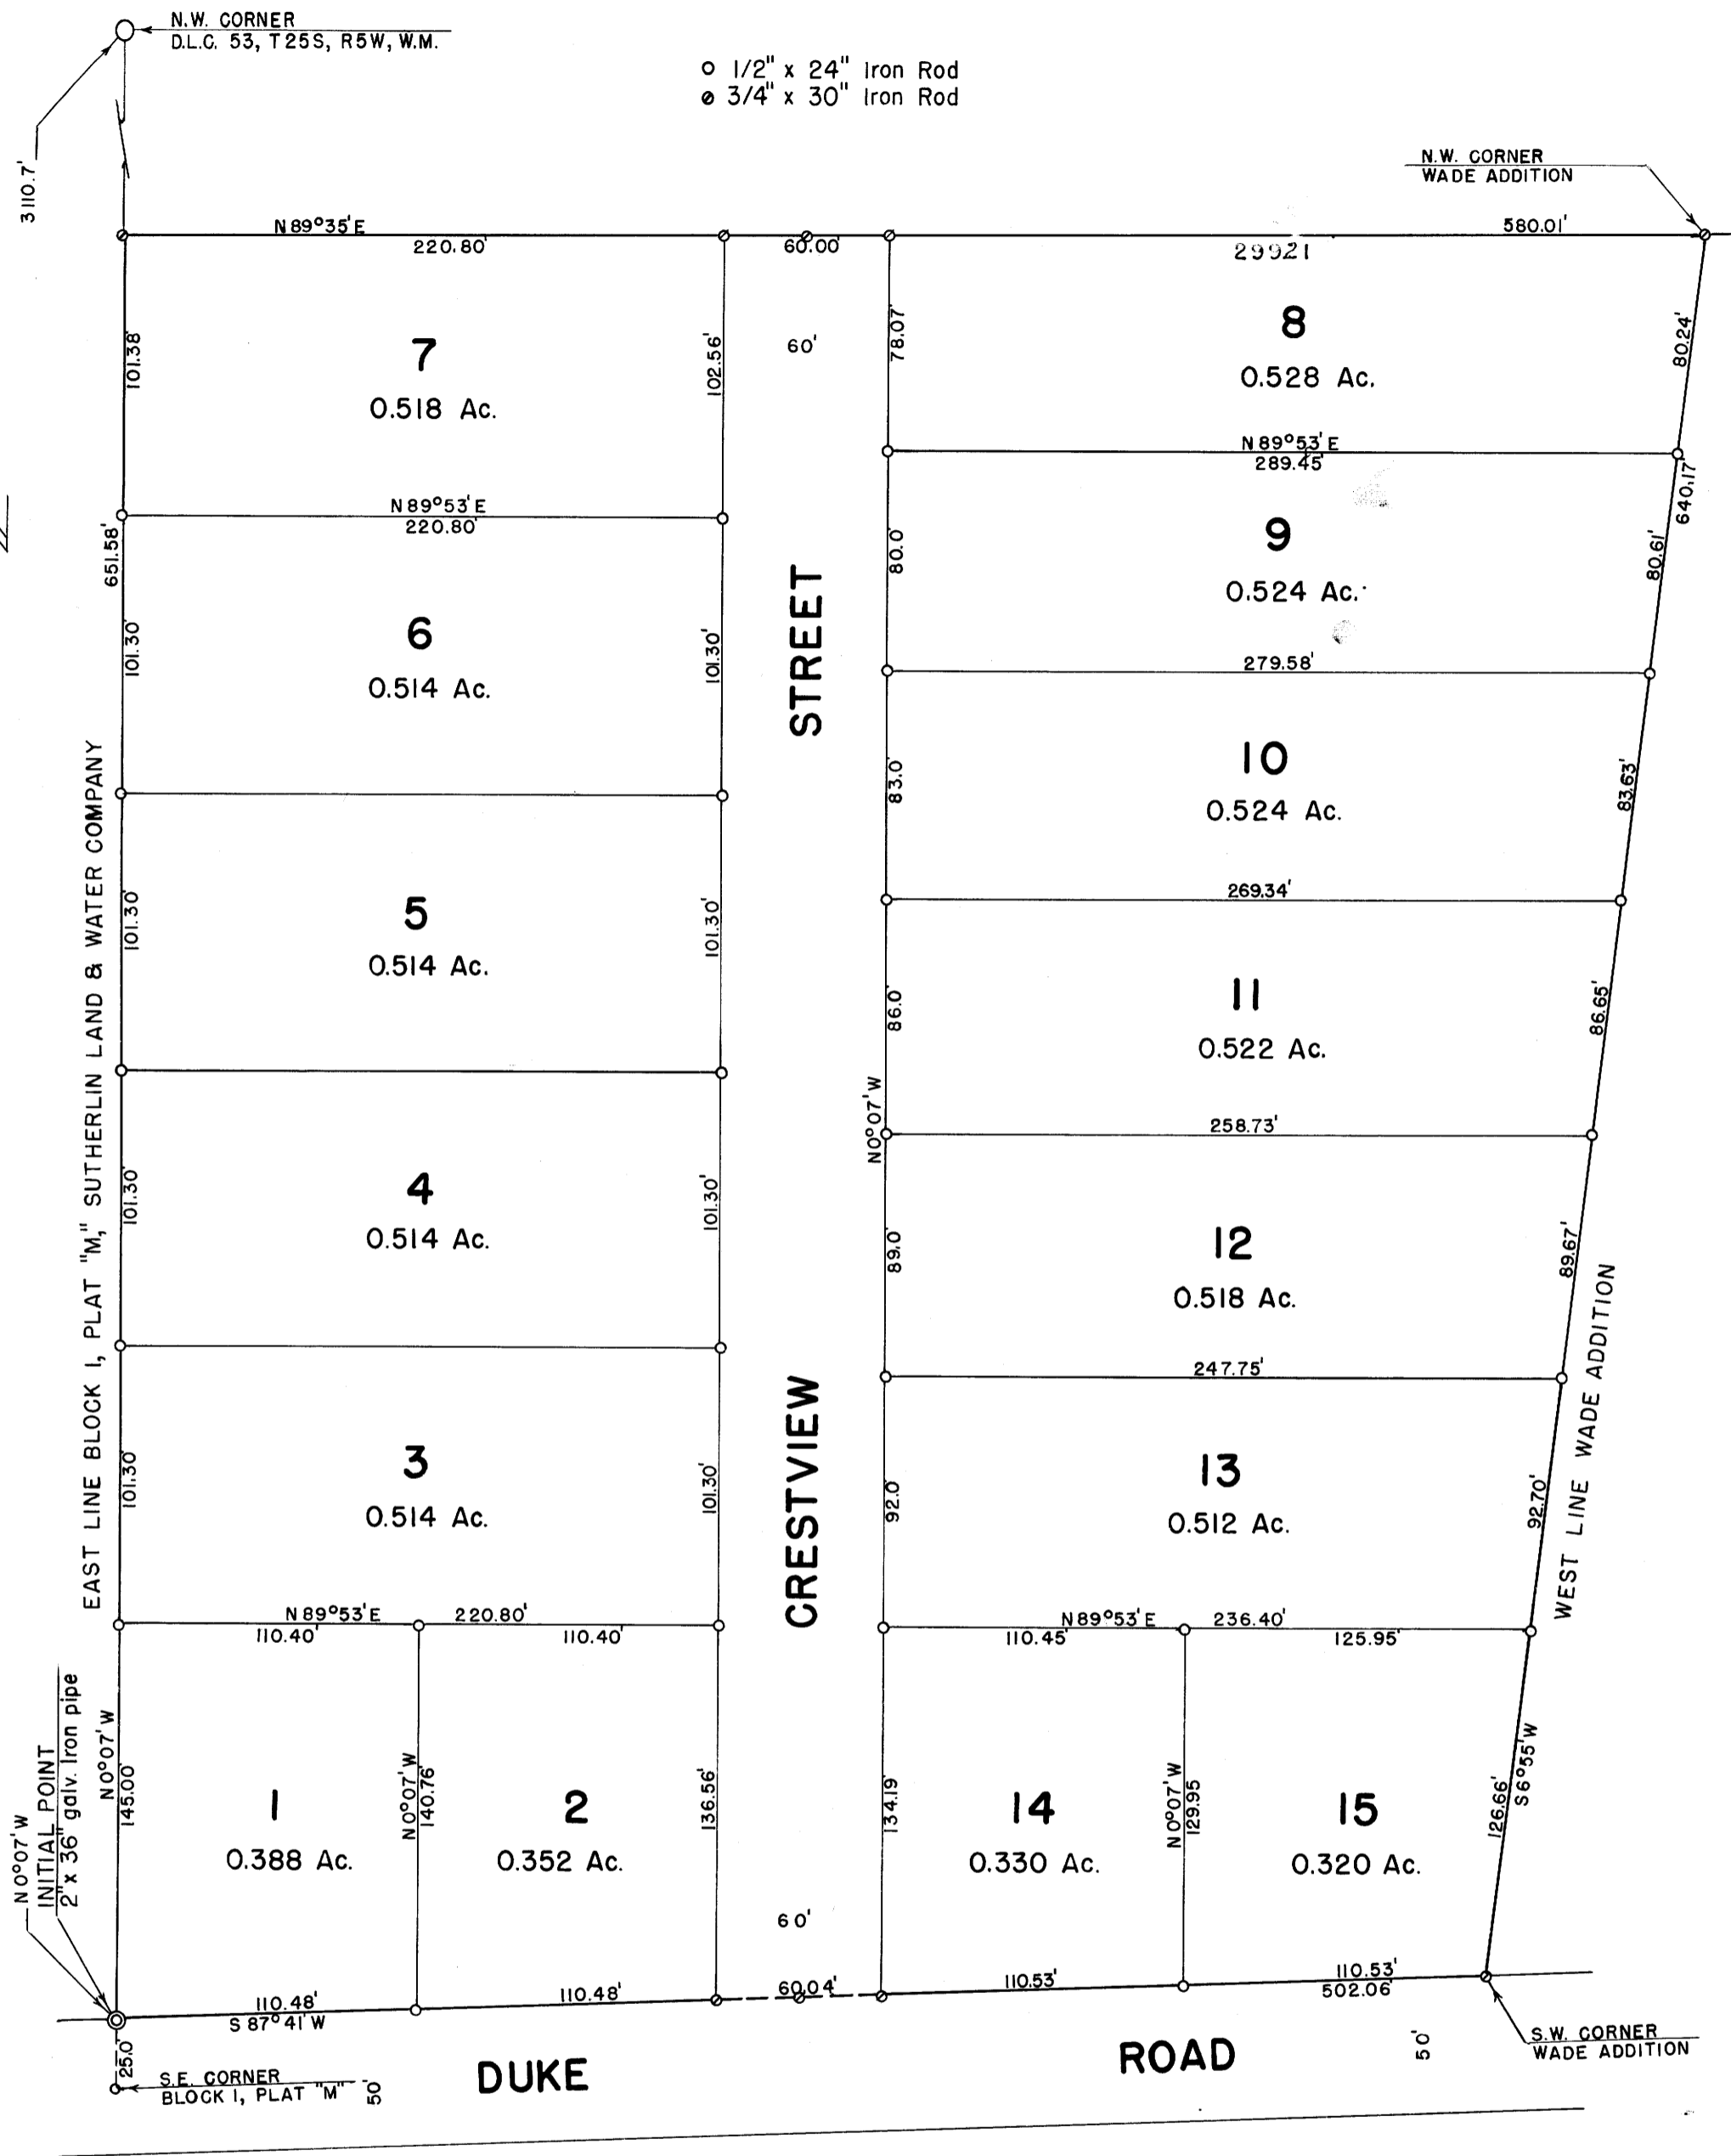 N.W. CORNER
D.L.C. 53, T25S, R5W, W.M.
O 1/2" x 24" Iron Rod
3/4" x 30" Iron Rod
3110.7'
N.W. CORNER
WADE ADDITION
N 89°35' E
220.80'
60.00'
580.01'
29921
101.38'
7
0.518 Ac.
102.56'
60'
78.07'
8
0.528 Ac.
80.24'
N 89°53' E
289.45'
640.17'
N 89°53' E
220.80'
651.58'
101.30'
6
0.514 Ac.
101.30'
STREET
80.0'
9
0.524 Ac.
80.61'
279.58'
83.0'
10
0.524 Ac.
83.63'
269.34'
EAST LINE BLOCK 1, PLAT "M," SUTHERLIN LAND & WATER COMPANY
101.30'
5
0.514 Ac.
101.30'
86.0'
11
0.522 Ac.
86.65'
N0°07'W
258.73'
101.30'
4
0.514 Ac.
101.30'
89.0'
12
0.518 Ac.
89.67'
247.75'
WEST LINE WADE ADDITION
101.30'
3
0.514 Ac.
101.30'
CRESTVIEW
92.0'
13
0.512 Ac.
92.70'
N 89°53' E 220.80'
110.40' 110.40'
N 89°53' E 236.40'
110.45' 125.95'
N0°07'W
INITIAL POINT
2" x 36" galv. Iron pipe
N0°07'W
145.00'
1
0.388 Ac.
N0°07'W
140.76'
2
0.352 Ac.
136.56'
134.19'
14
0.330 Ac.
N0°07'W
129.95
15
0.320 Ac.
126.66'
S6°55'W
60'
110.48'
S 87°41' W
110.48'
60.04'
110.53'
110.53'
502.06'
25.0'
S.E. CORNER
BLOCK 1, PLAT "M"
50'
DUKE
ROAD
50'
S.W. CORNER
WADE ADDITION